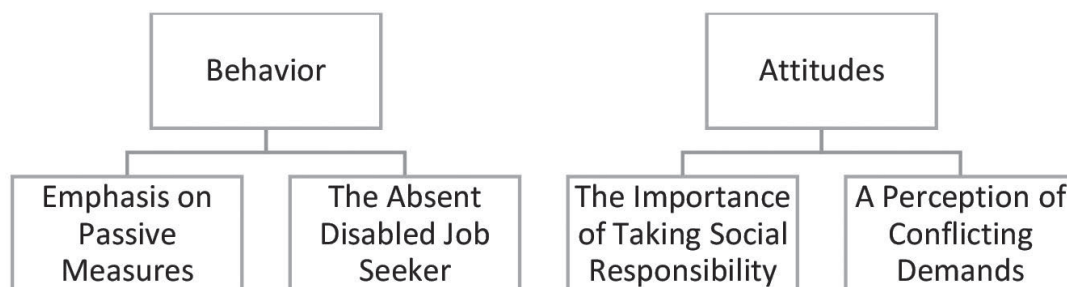 Behavior
Attitudes
Emphasis on
Passive
Measures
The Absent
Disabled Job
Seeker
The Importance
of Taking Social
Responsibility
A Perception of
Conflicting
Demands